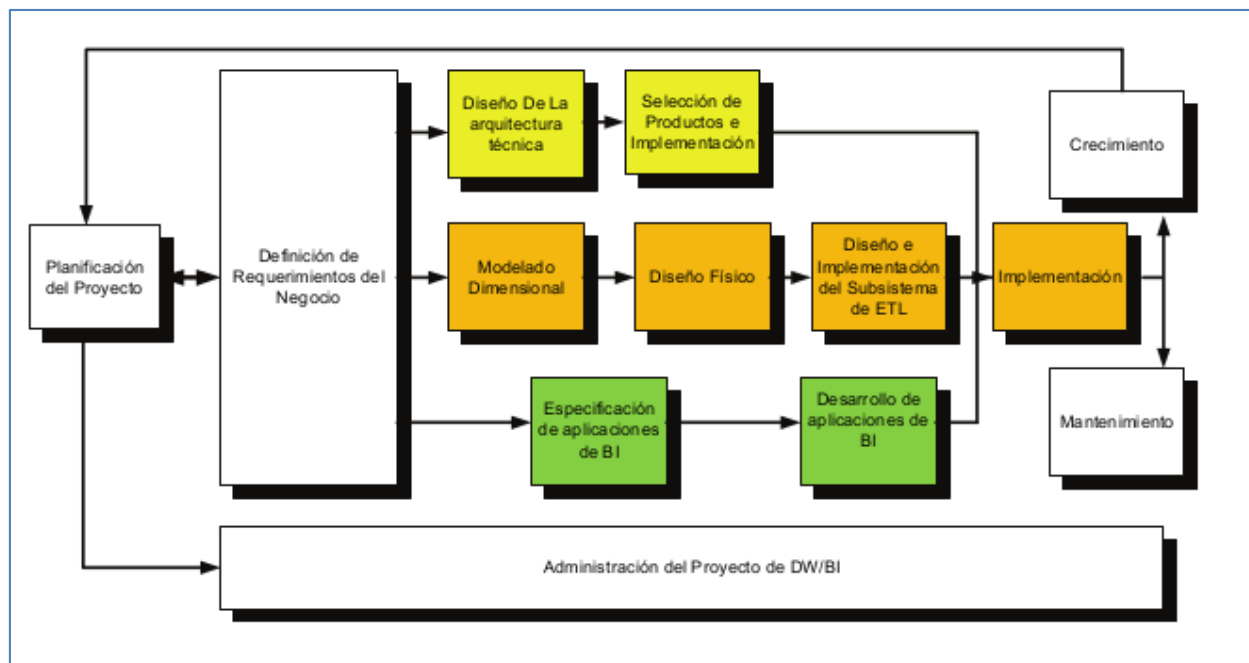 Diseño De La
arquitectura
técnica
Selección de
Productos e
Implementación
Crecimiento
Planificación
del Proyecto
Definición de
Requerimientos del
Negocio
Modelado
Dimensional
Diseño Físico
Diseño e
Implementación
del Subsistema
de ETL
Implementación
Especificación
de aplicaciones
de BI
Desarrollo de
aplicaciones de
BI
Mantenimiento
Administración del Proyecto de DW/BI